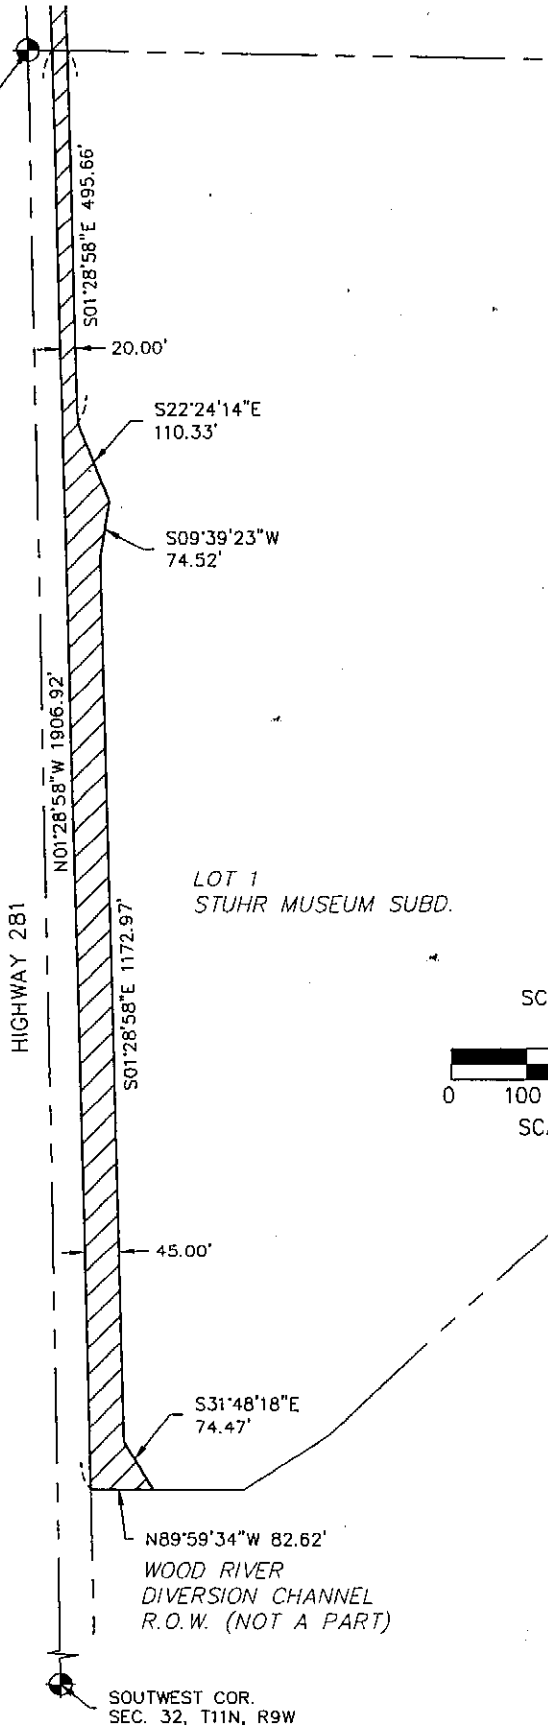 S01°28'58"E 495.66'
20.00'
S22°24'14"E
110.33'
S09°39'23"W
74.52'
N01°28'58"W 1906.92'
LOT 1
STUHR MUSEUM SUBD.
HIGHWAY 281
S01°28'58"E 1172.97'
SC
0 100
SCA
45.00'
S31°48'18"E
74.47'
N89°59'34"W 82.62'
WOOD RIVER
DIVERSION CHANNEL
R.O.W. (NOT A PART)
SOUTWEST COR.
SEC. 32, T11N, R9W